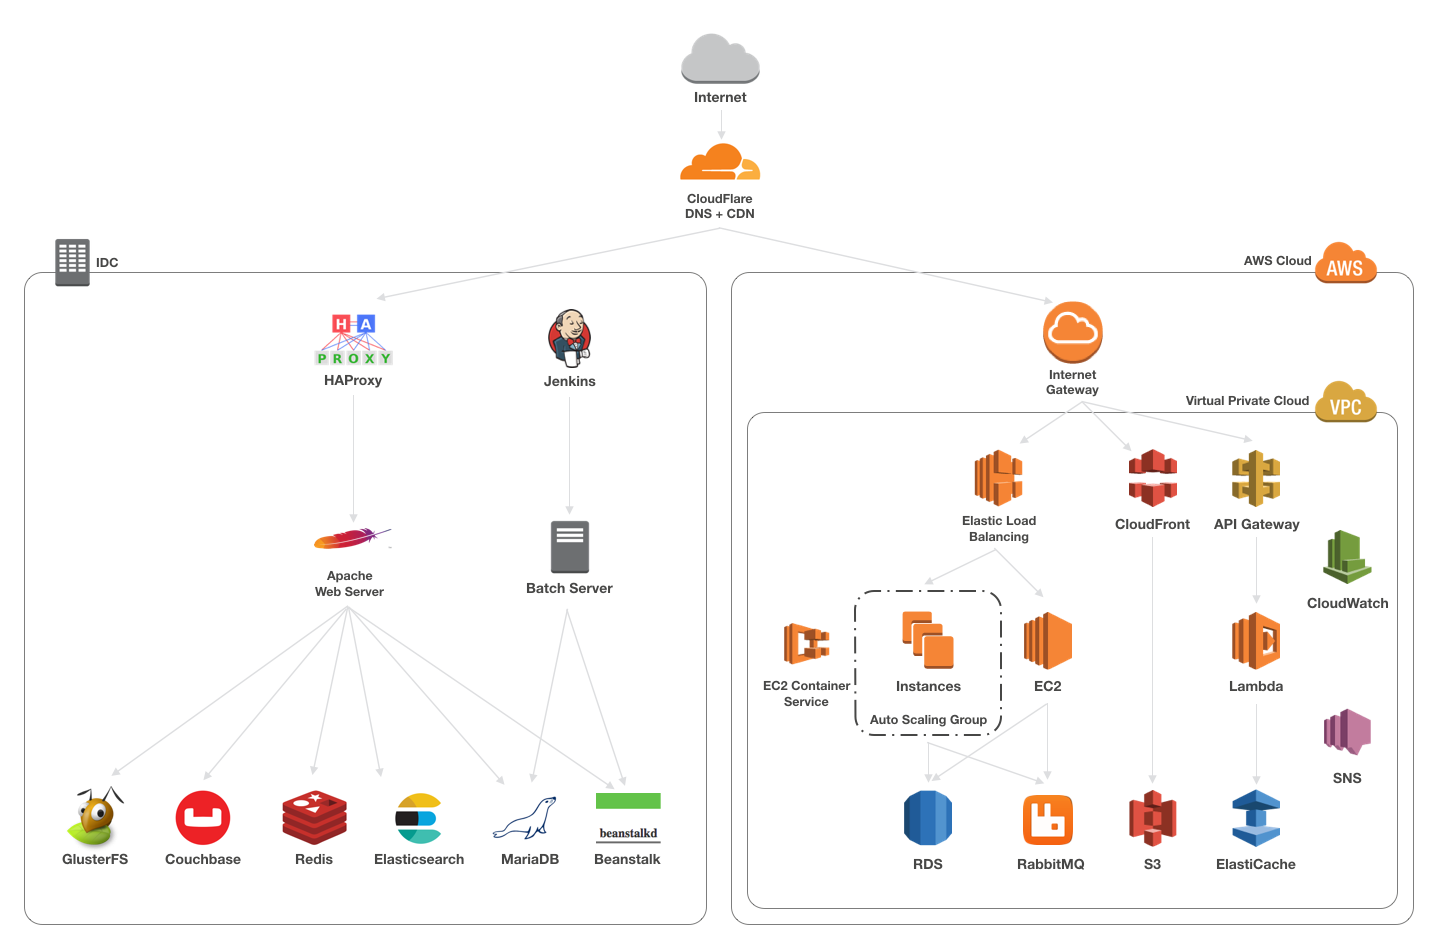 Internet
CloudFlare
DNS + CDN
IDC
AWS Cloud
AWS
H A
P R O X Y
HAProxy
Jenkins
Internet
Gateway
Virtual Private Cloud
VPC
Elastic Load
Balancing
CloudFront
API Gateway
Apache
Web Server
Batch Server
CloudWatch
EC2 Container
Service
Instances
Auto Scaling Group
EC2
Lambda
SNS
beanstalkd
GlusterFS
Couchbase
Redis
Elasticsearch
MariaDB
Beanstalk
RDS
RabbitMQ
S3
ElastiCache